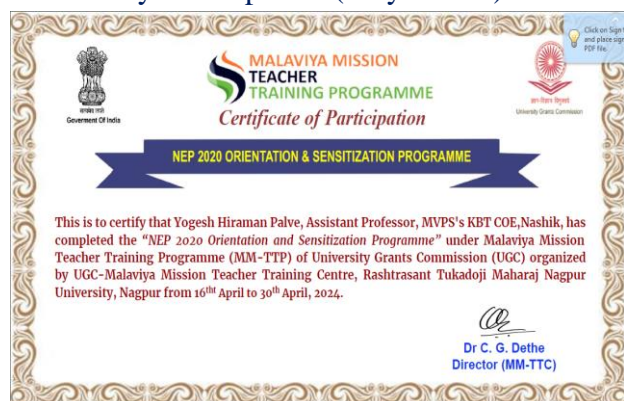 MALAVIYA MISSION
TEACHER
TRAINING PROGRAMME
Goverment Of India
Certificate of Participation
University Grants Commission
NEP 2020 ORIENTATION & SENSITIZATION PROGRAMME
This is to certify that Yogesh Hiraman Palve, Assistant Professor, MVPS's KBT COE,Nashik, has
completed the “NEP 2020 Orientation and Sensitization Programme” under Malaviya Mission
Teacher Training Programme (MM-TTP) of University Grants Commission (UGC) organized
by UGC-Malaviya Mission Teacher Training Centre, Rashtrasant Tukadoji Maharaj Nagpur
University, Nagpur from 16tht April to 30th April, 2024.
Dr C. G. Dethe
Director (MM-TTC)
Click on Sign
and place sign
PDF file.